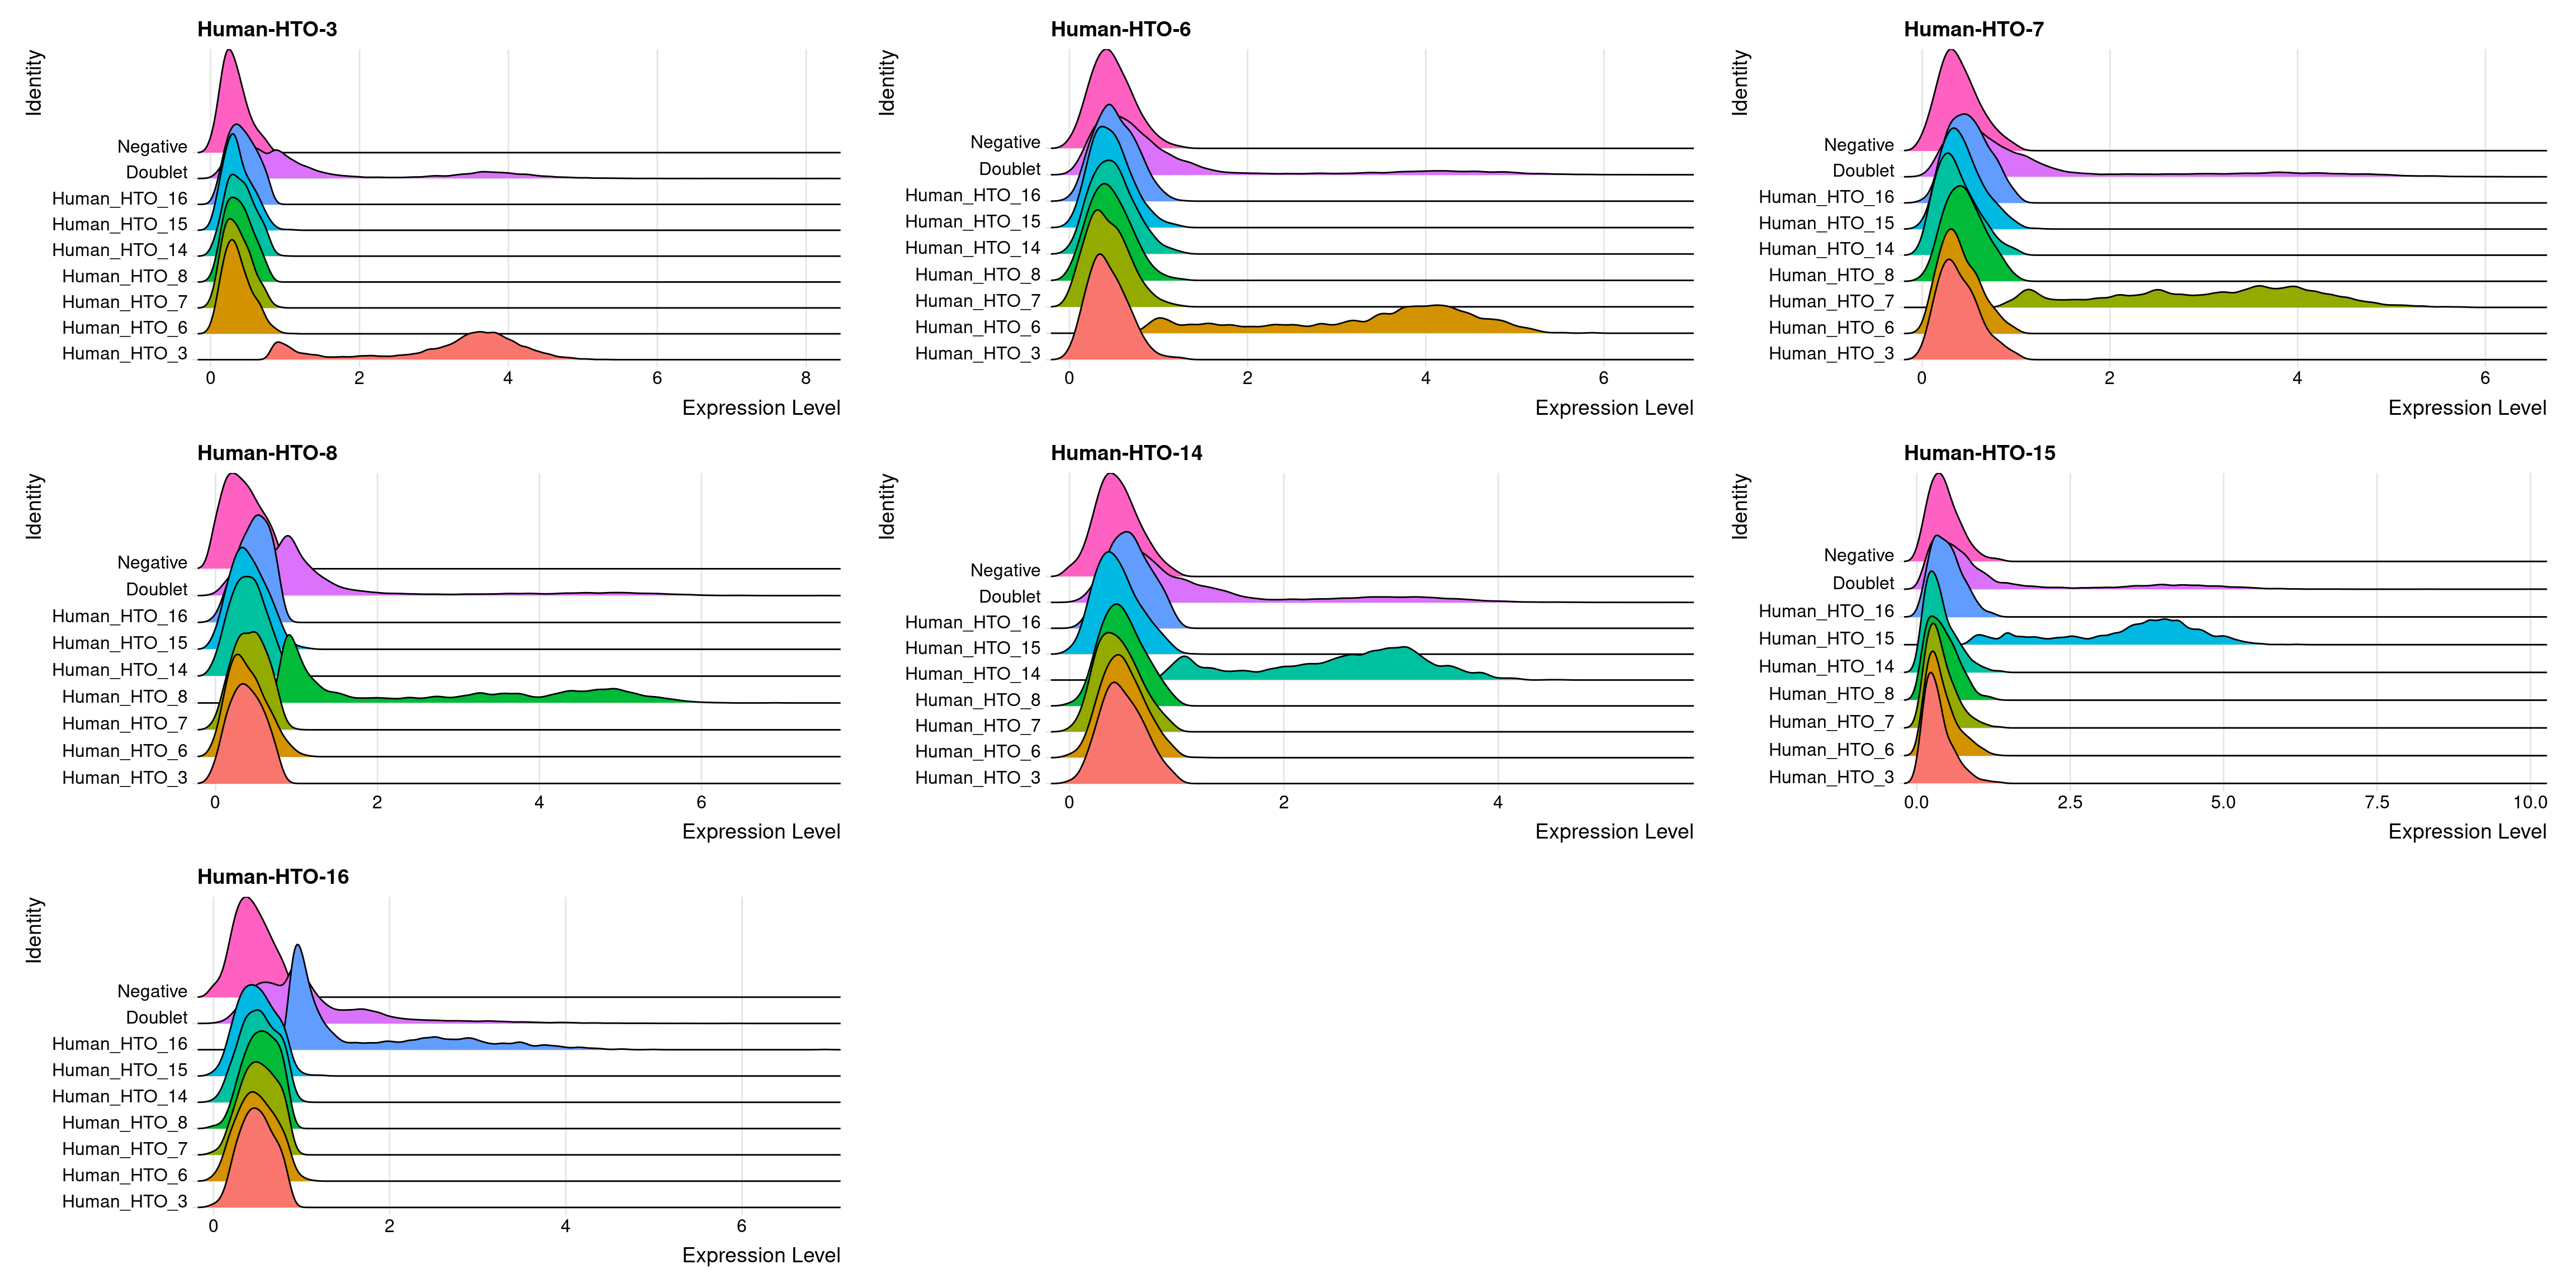 Human-HTO-3
Identity
Negative
Doublet
Human_HTO_16
Human_HTO_15
Human_HTO_14
Human_HTO_8
Human_HTO_7
Human_HTO_6
Human_HTO_3
0 2 4 6 8
Expression Level
Human-HTO-6
Identity
Negative
Doublet
Human_HTO_16
Human_HTO_15
Human_HTO_14
Human_HTO_8
Human_HTO_7
Human_HTO_6
Human_HTO_3
0 2 4 6
Expression Level
Human-HTO-7
Identity
Negative
Doublet
Human_HTO_16
Human_HTO_15
Human_HTO_14
Human_HTO_8
Human_HTO_7
Human_HTO_6
Human_HTO_3
0 2 4 6
Expression Level
Human-HTO-8
Identity
Negative
Doublet
Human_HTO_16
Human_HTO_15
Human_HTO_14
Human_HTO_8
Human_HTO_7
Human_HTO_6
Human_HTO_3
0 2 4 6
Expression Level
Human-HTO-14
Identity
Negative
Doublet
Human_HTO_16
Human_HTO_15
Human_HTO_14
Human_HTO_8
Human_HTO_7
Human_HTO_6
Human_HTO_3
0 2 4
Expression Level
Human-HTO-15
Identity
Negative
Doublet
Human_HTO_16
Human_HTO_15
Human_HTO_14
Human_HTO_8
Human_HTO_7
Human_HTO_6
Human_HTO_3
0.0 2.5 5.0 7.5 10.0
Expression Level
Human-HTO-16
Identity
Negative
Doublet
Human_HTO_16
Human_HTO_15
Human_HTO_14
Human_HTO_8
Human_HTO_7
Human_HTO_6
Human_HTO_3
0 2 4 6
Expression Level